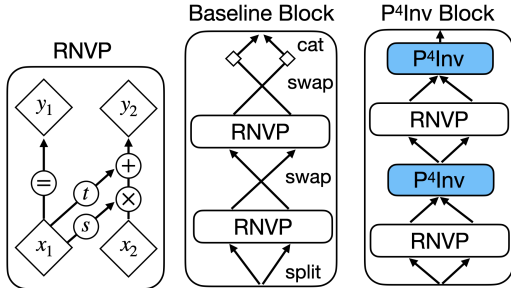 RNVP
y₁
y₂
=
t
+
s
×
x₁
x₂
Baseline Block
cat
swap
RNVP
swap
RNVP
split
P⁴Inv Block
P⁴Inv
RNVP
P⁴Inv
RNVP